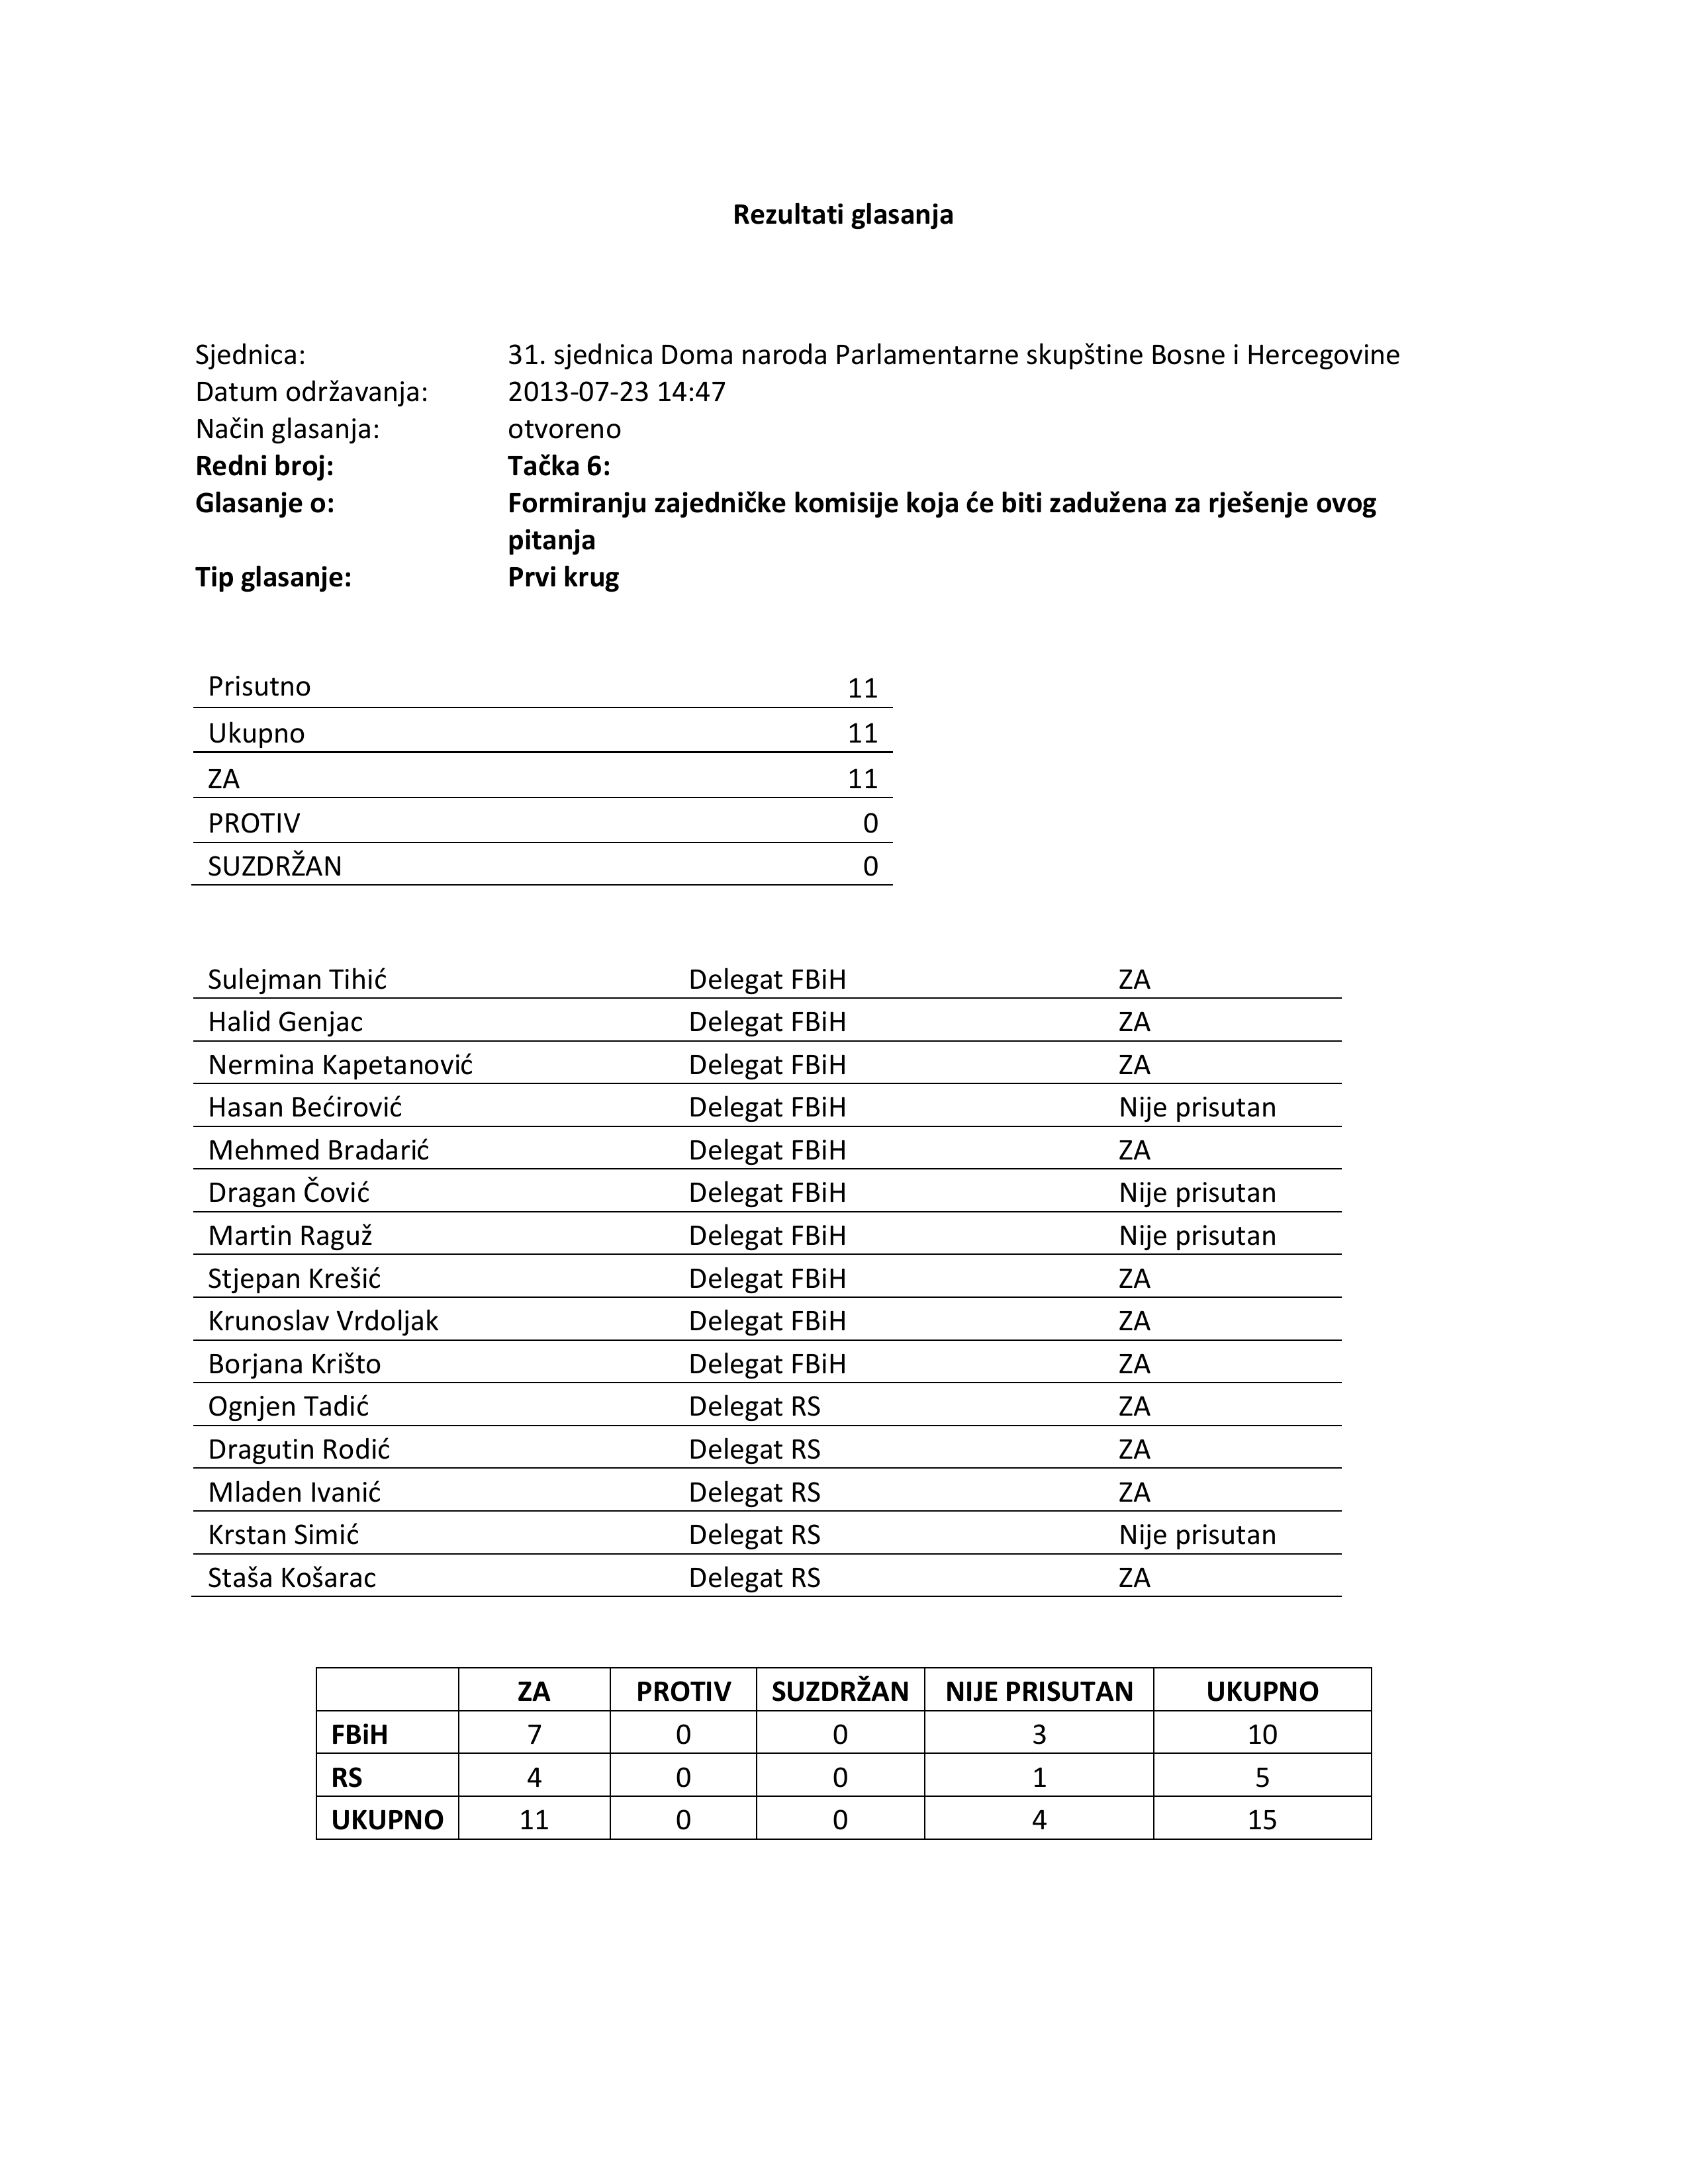 Rezultati glasanja
Sjednica: 31. sjednica Doma naroda Parlamentarne skupštine Bosne i Hercegovine
Datum održavanja: 2013-07-23 14:47
Način glasanja: otvoreno
Redni broj: Tačka 6:
Glasanje o: Formiranju zajedničke komisije koja će biti zadužena za rješenje ovog
pitanja
Tip glasanje: Prvi krug
Prisutno 11
Ukupno 11
ZA 11
PROTIV 0
SUZDRŽAN 0
Sulejman Tihić Delegat FBiH ZA
Halid Genjac Delegat FBiH ZA
Nermina Kapetanović Delegat FBiH ZA
Hasan Bećirović Delegat FBiH Nije prisutan
Mehmed Bradarić Delegat FBiH ZA
Dragan Čović Delegat FBiH Nije prisutan
Martin Raguž Delegat FBiH Nije prisutan
Stjepan Krešić Delegat FBiH ZA
Krunoslav Vrdoljak Delegat FBiH ZA
Borjana Krišto Delegat FBiH ZA
Ognjen Tadić Delegat RS ZA
Dragutin Rodić Delegat RS ZA
Mladen Ivanić Delegat RS ZA
Krstan Simić Delegat RS Nije prisutan
Staša Košarac Delegat RS ZA
ZA PROTIV SUZDRŽAN NIJE PRISUTAN UKUPNO
FBiH 7 0 0 3 10
RS 4 0 0 1 5
UKUPNO 11 0 0 4 15